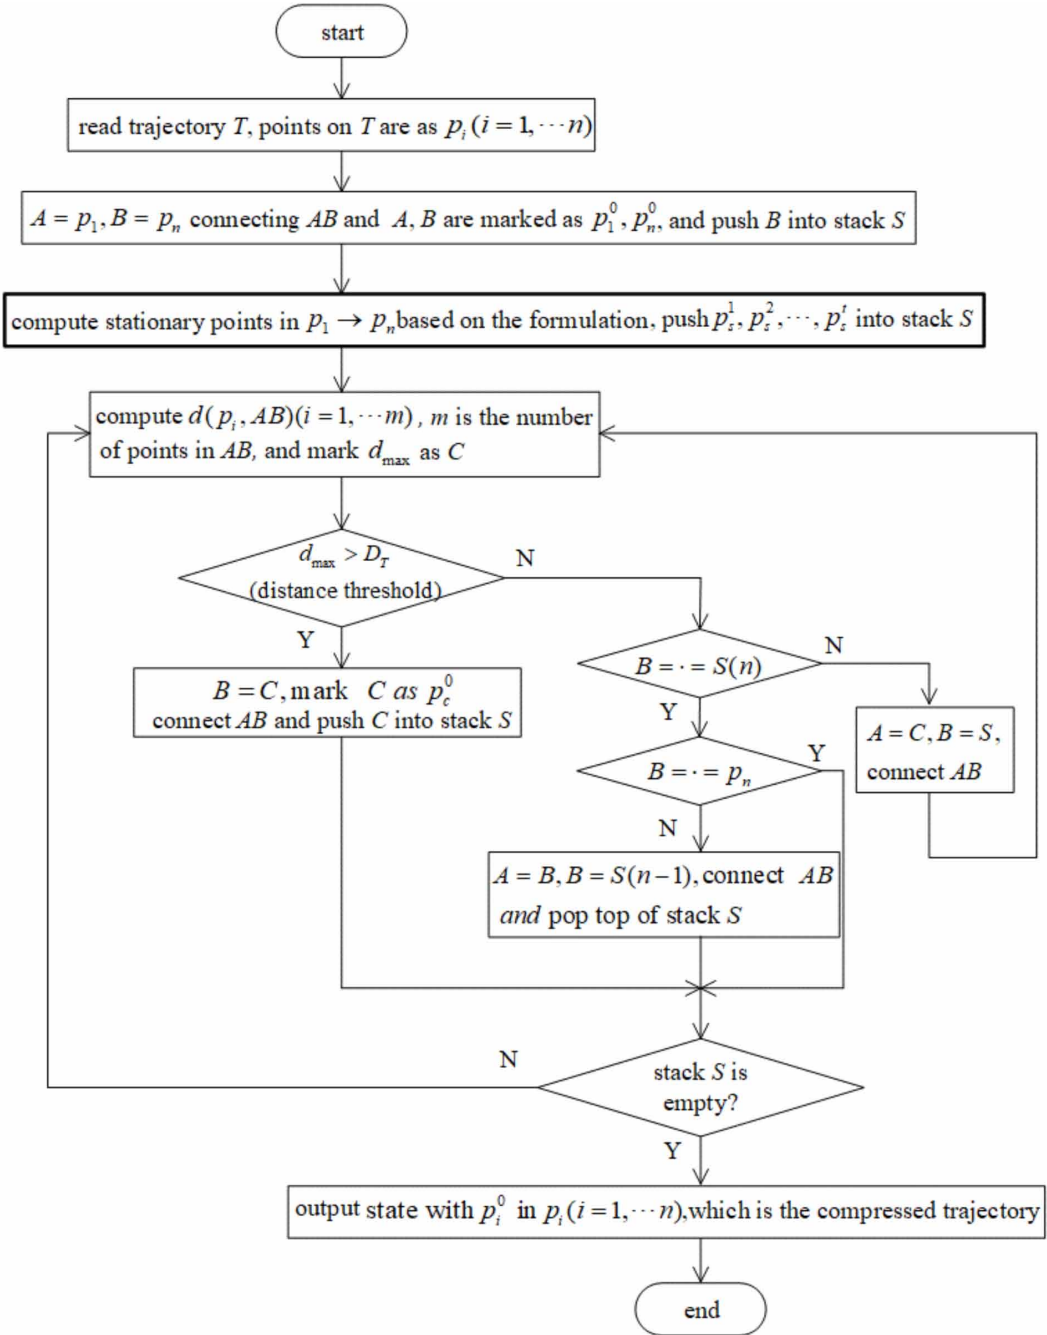 start
read trajectory T, points on T are as p_i (i = 1, ··· n)
A = p_1, B = p_n connecting AB and A, B are marked as p_1^0, p_n^0, and push B into stack S
compute stationary points in p_1 → p_n based on the formulation, push p_s^1, p_s^2, ···, p_s^t into stack S
compute d(p_i, AB)(i = 1, ··· m), m is the number
of points in AB, and mark d_max as C
d_max > D_T
(distance threshold)
N
Y
B = · = S(n)
N
Y
B = C, mark C as p_c^0
connect AB and push C into stack S
A = C, B = S,
connect AB
B = · = p_n
Y
N
A = B, B = S(n−1), connect AB
and pop top of stack S
N
stack S is
empty?
Y
output state with p_i^0 in p_i (i = 1, ··· n), which is the compressed trajectory
end